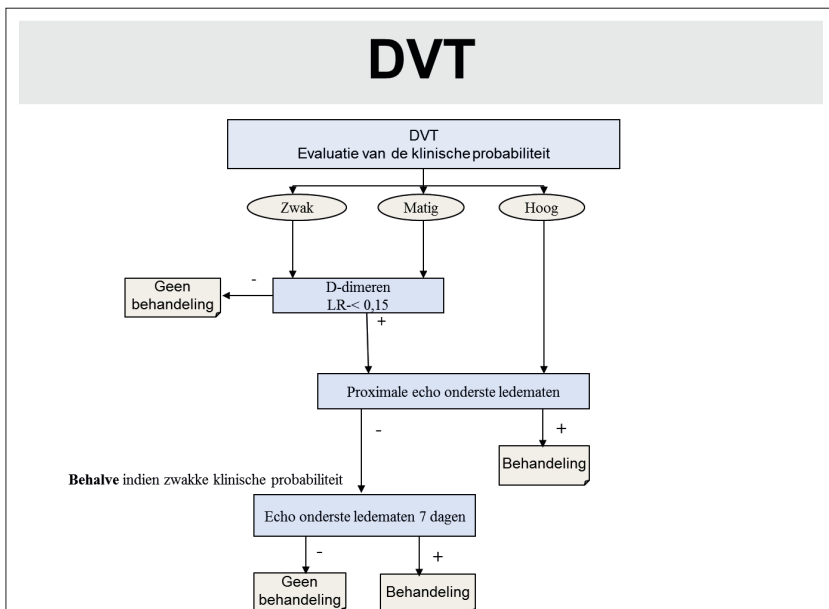 DVT
DVT
Evaluatie van de klinische probabiliteit
Zwak
Matig
Hoog
Geen
behandeling
-
D-dimeren
LR-< 0,15
+
Proximale echo onderste ledematen
-
+
Behandeling
Behalve indien zwakke klinische probabiliteit
Echo onderste ledematen 7 dagen
-
+
Geen
behandeling
Behandeling